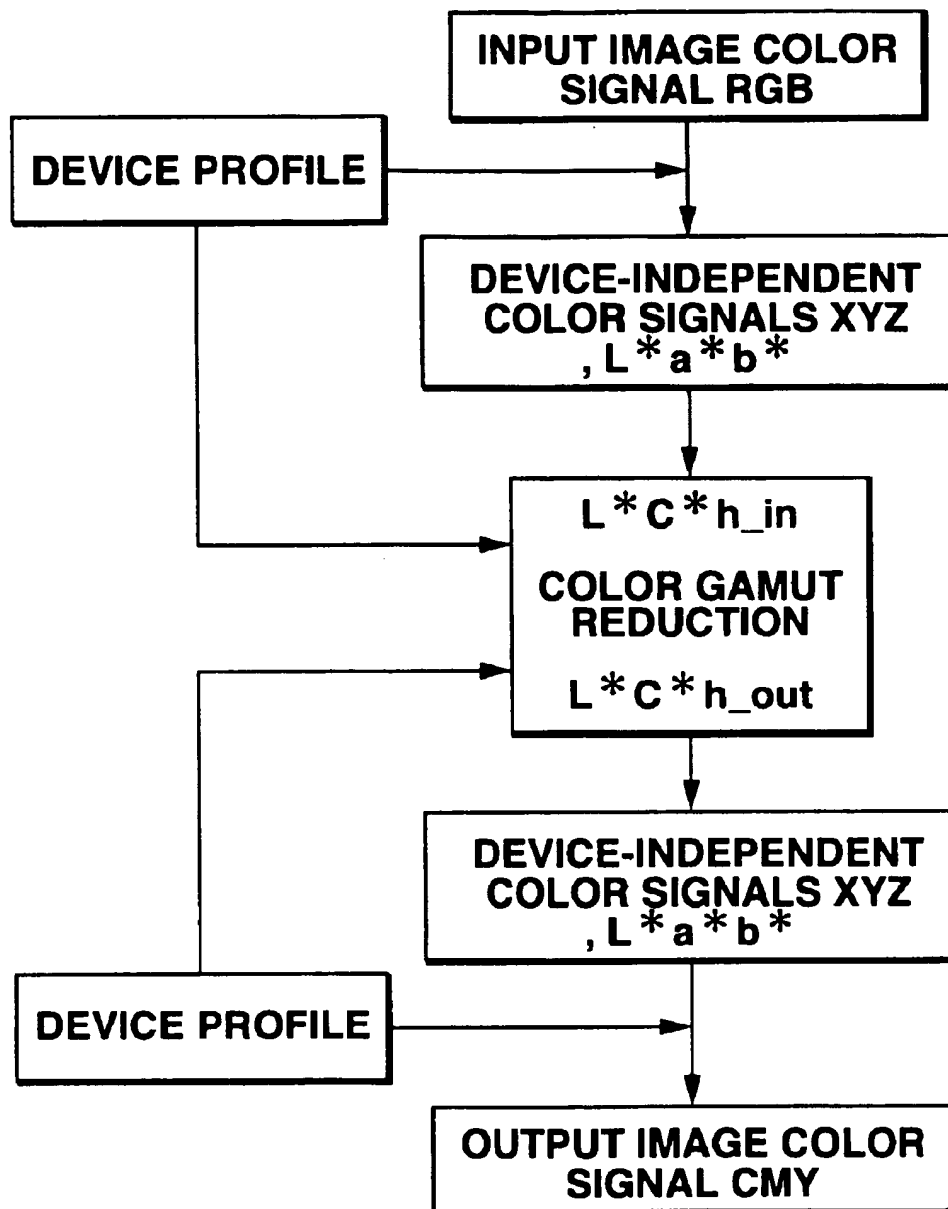 INPUT IMAGE COLOR
SIGNAL RGB
DEVICE PROFILE
DEVICE-INDEPENDENT
COLOR SIGNALS XYZ
, L*a*b*
L*C*h_in
COLOR GAMUT
REDUCTION
L*C*h_out
DEVICE-INDEPENDENT
COLOR SIGNALS XYZ
, L*a*b*
DEVICE PROFILE
OUTPUT IMAGE COLOR
SIGNAL CMY